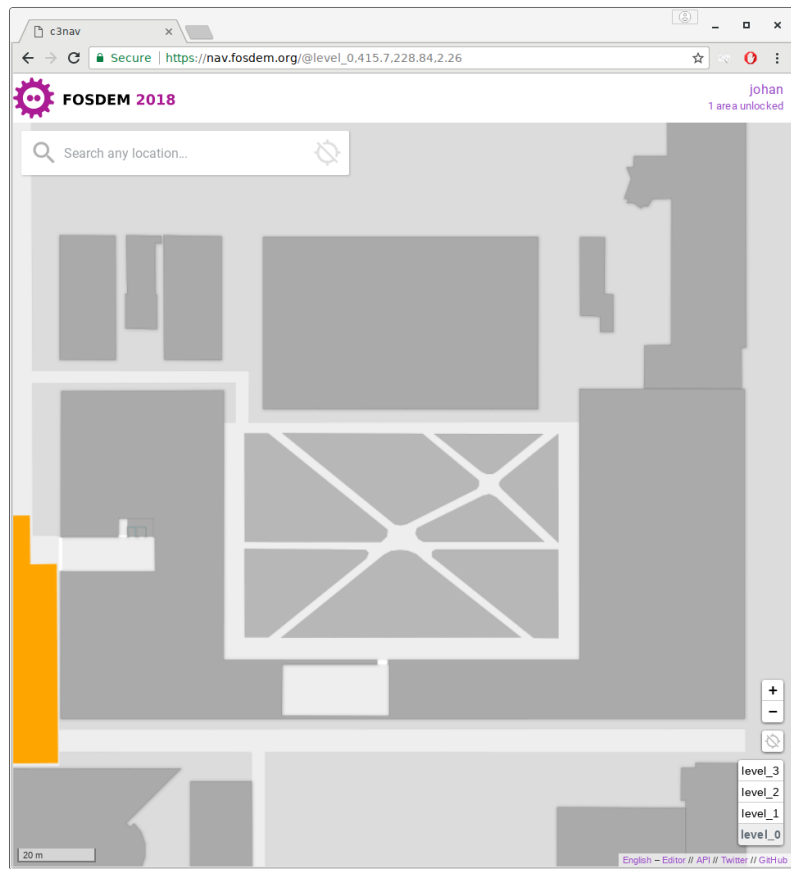 c3nav
Secure https://nav.fosdem.org/@level_0,415.7,228.84,2.26
FOSDEM 2018
johan
1 area unlocked
Search any location...
+
−
level_3
level_2
level_1
level_0
20 m
English – Editor // API // Twitter // GitHub